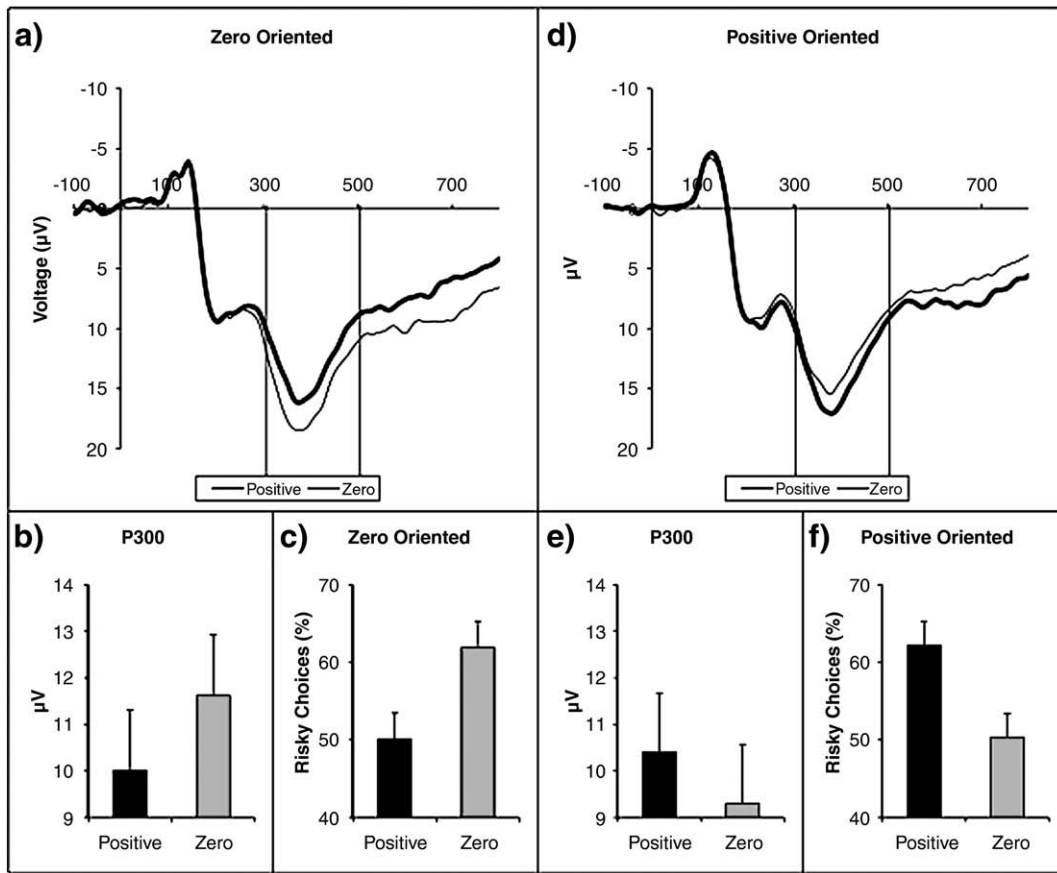 a)
Zero Oriented
-10
-5
-100 100 300 500 700
0
5
10
15
20
Voltage (µV)
Positive Zero
d)
Positive Oriented
-10
-5
-100 100 300 500 700
0
5
10
15
20
µV
Positive Zero
b)
P300
14
13
12
11
10
9
µV
Positive Zero
c)
Zero Oriented
70
60
50
40
Risky Choices (%)
Positive Zero
e)
P300
14
13
12
11
10
9
µV
Positive Zero
f)
Positive Oriented
70
60
50
40
Risky Choices (%)
Positive Zero